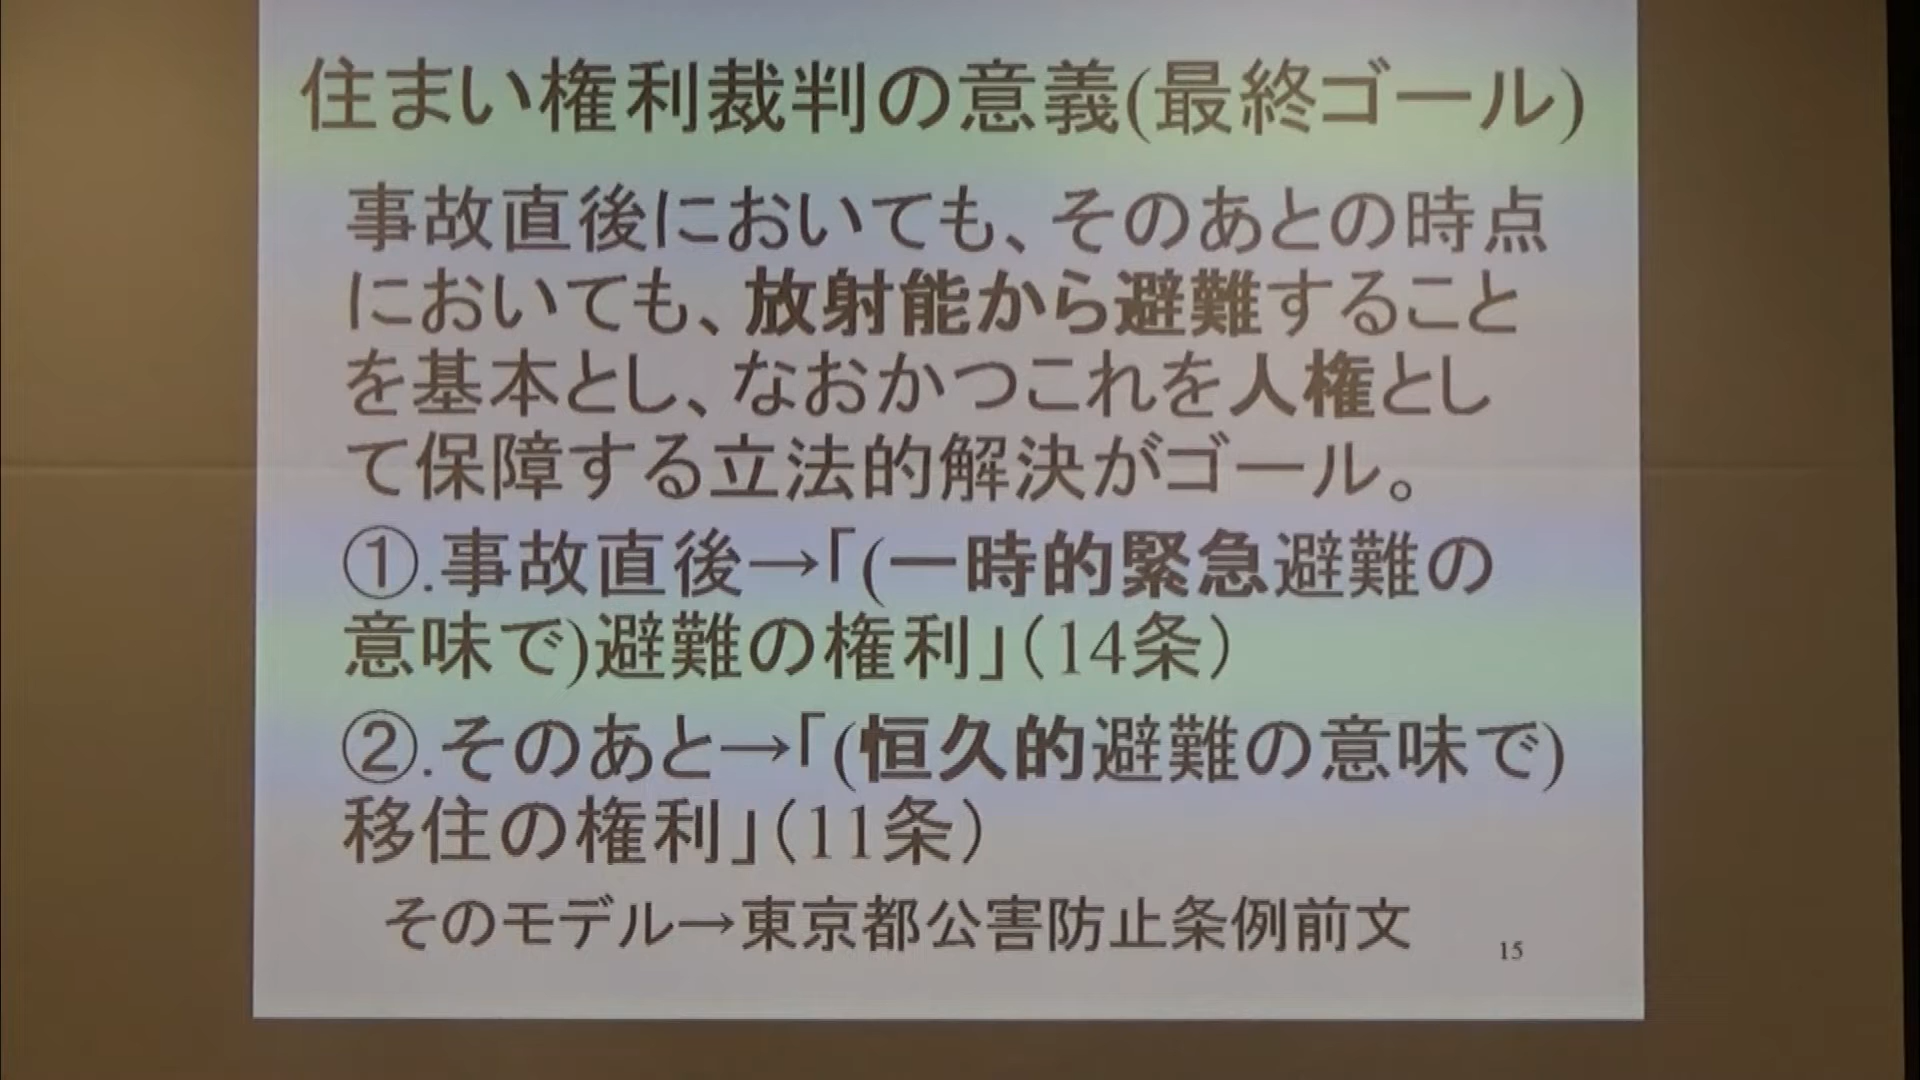 住まい権利裁判の意義(最終ゴール)
事故直後においても、そのあとの時点
においても、放射能から避難すること
を基本とし、なおかつこれを人権とし
て保障する立法的解決がゴール。
①.事故直後→「(一時的緊急避難の
意味で)避難の権利」（14条）
②.そのあと→「(恒久的避難の意味で)
移住の権利」（11条）
そのモデル→東京都公害防止条例前文
15